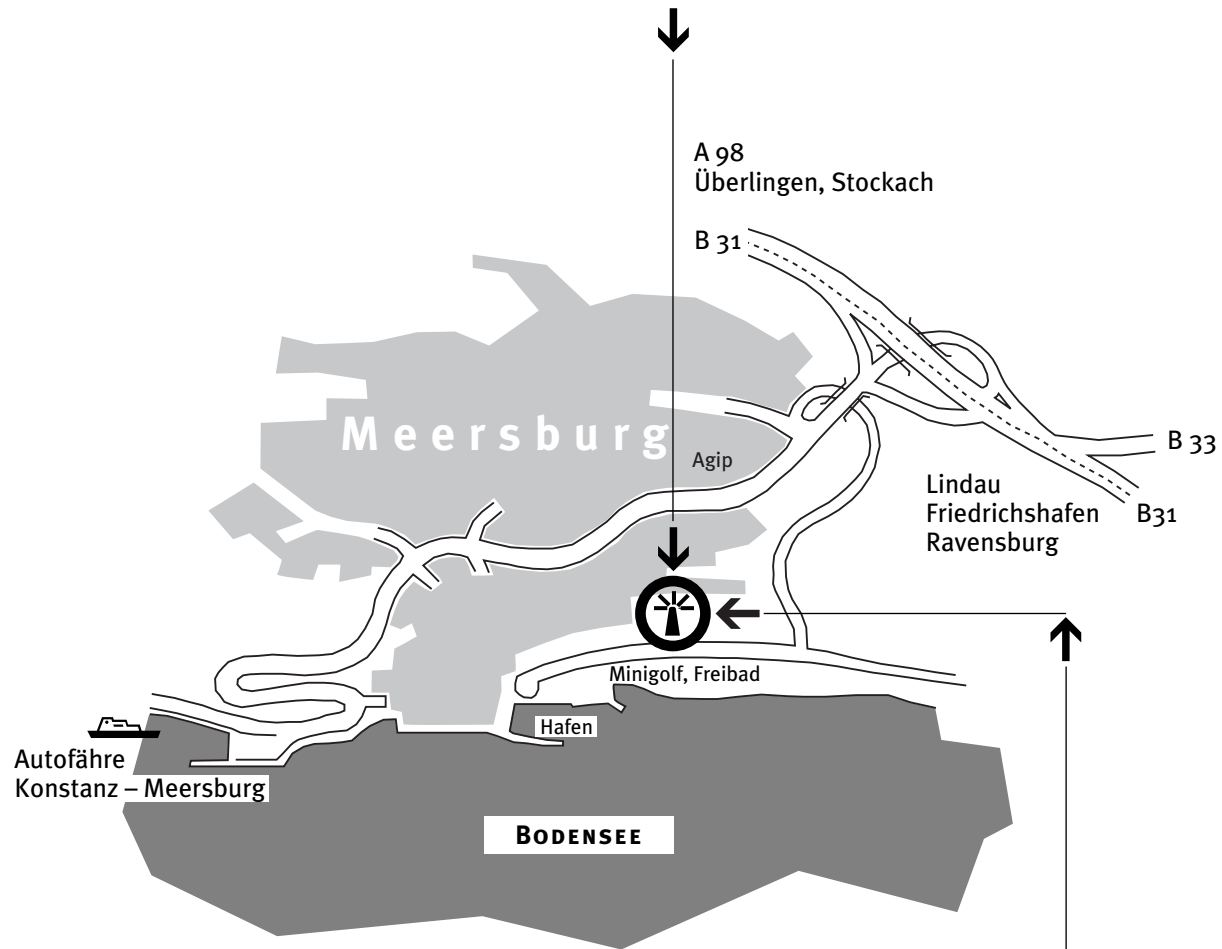 A 98
Überlingen, Stockach
B 31
Meersburg
Agip
B 33
Lindau
Friedrichshafen
Ravensburg
B31
Minigolf, Freibad
Hafen
Autofähre
Konstanz – Meersburg
BODENSEE